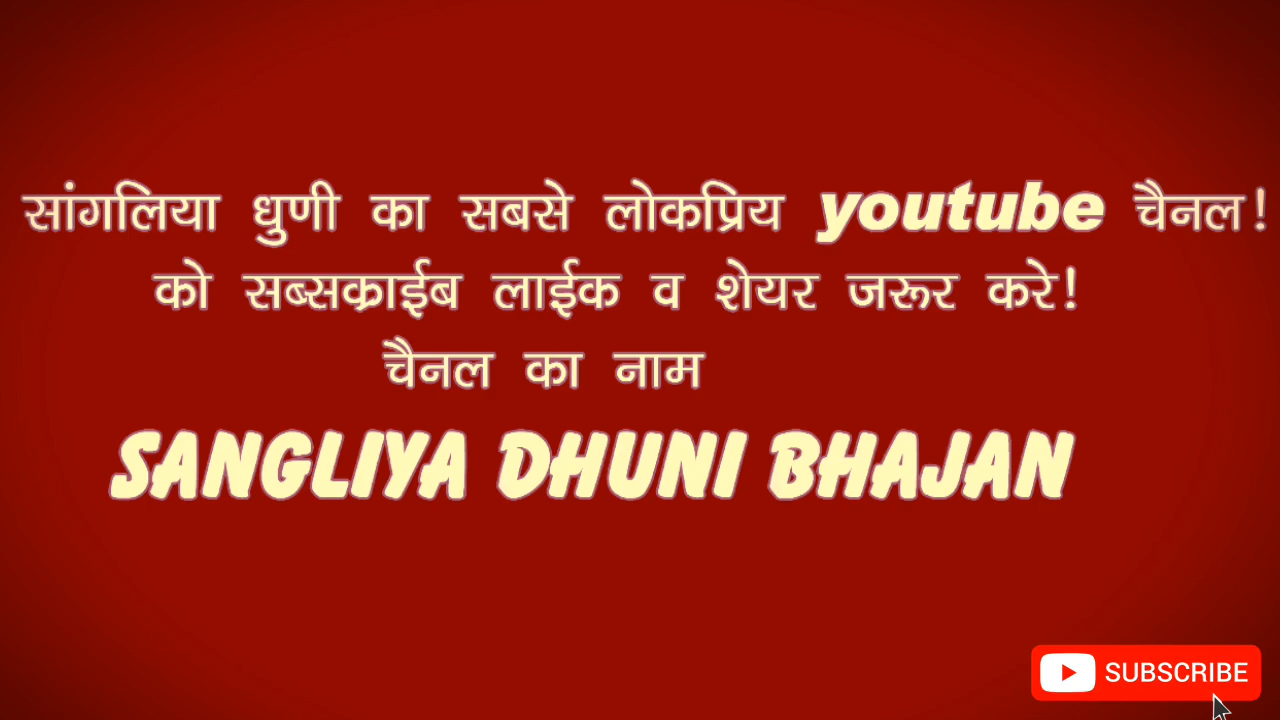 सांगलिया धुणी का सबसे लोकप्रिय youtube चैनल!
को सब्सक्राईब लाईक व शेयर जरूर करे!
चैनल का नाम
SANGLIYA DHUNI BHAJAN
SUBSCRIBE